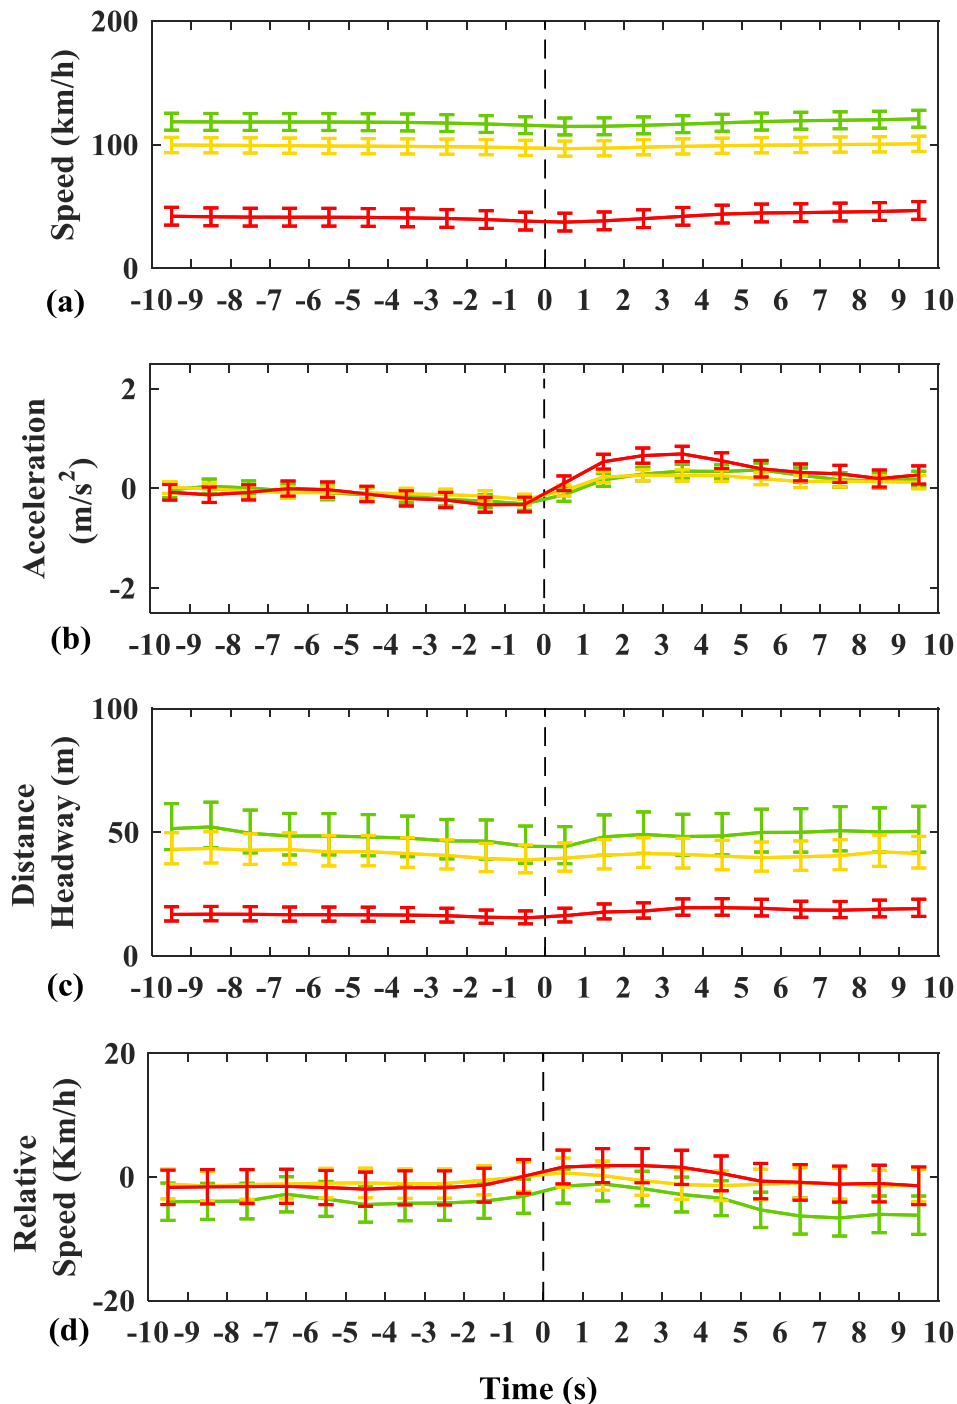 200
Speed (km/h)
100
0
(a)
-10 -9 -8 -7 -6 -5 -4 -3 -2 -1 0 1 2 3 4 5 6 7 8 9 10
2
Acceleration
(m/s²)
0
-2
(b)
-10 -9 -8 -7 -6 -5 -4 -3 -2 -1 0 1 2 3 4 5 6 7 8 9 10
100
Distance
Headway (m)
50
0
(c)
-10 -9 -8 -7 -6 -5 -4 -3 -2 -1 0 1 2 3 4 5 6 7 8 9 10
20
Relative
Speed (Km/h)
0
-20
(d)
-10 -9 -8 -7 -6 -5 -4 -3 -2 -1 0 1 2 3 4 5 6 7 8 9 10
Time (s)